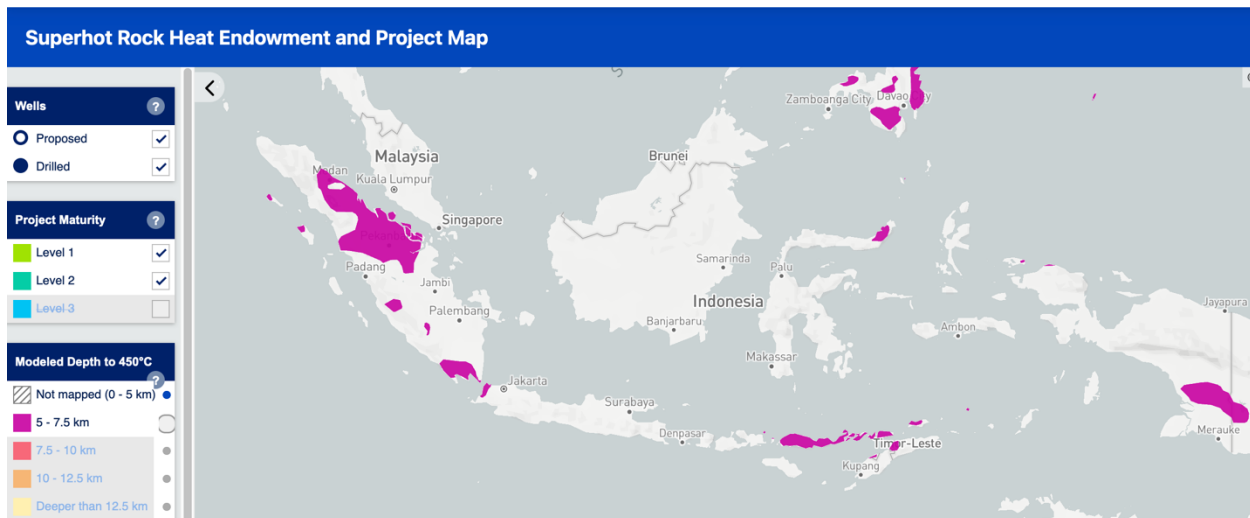 Superhot Rock Heat Endowment and Project Map
Wells
?
Proposed
Drilled
Project Maturity
?
Level 1
Level 2
Level 3
Modeled Depth to 450°C
?
Not mapped (0 - 5 km)
5 - 7.5 km
7.5 - 10 km
10 - 12.5 km
Deeper than 12.5 km
S
Zamboanga City
Davao City
Malaysia
Brunei
Medan
Kuala Lumpur
Singapore
Padang
Samarinda
Palu
Jambi
Indonesia
Palembang
Banjarbaru
Jayapura
Ambon
Makassar
Jakarta
Surabaya
Denpasar
Timor-Leste
Merauke
Kupang